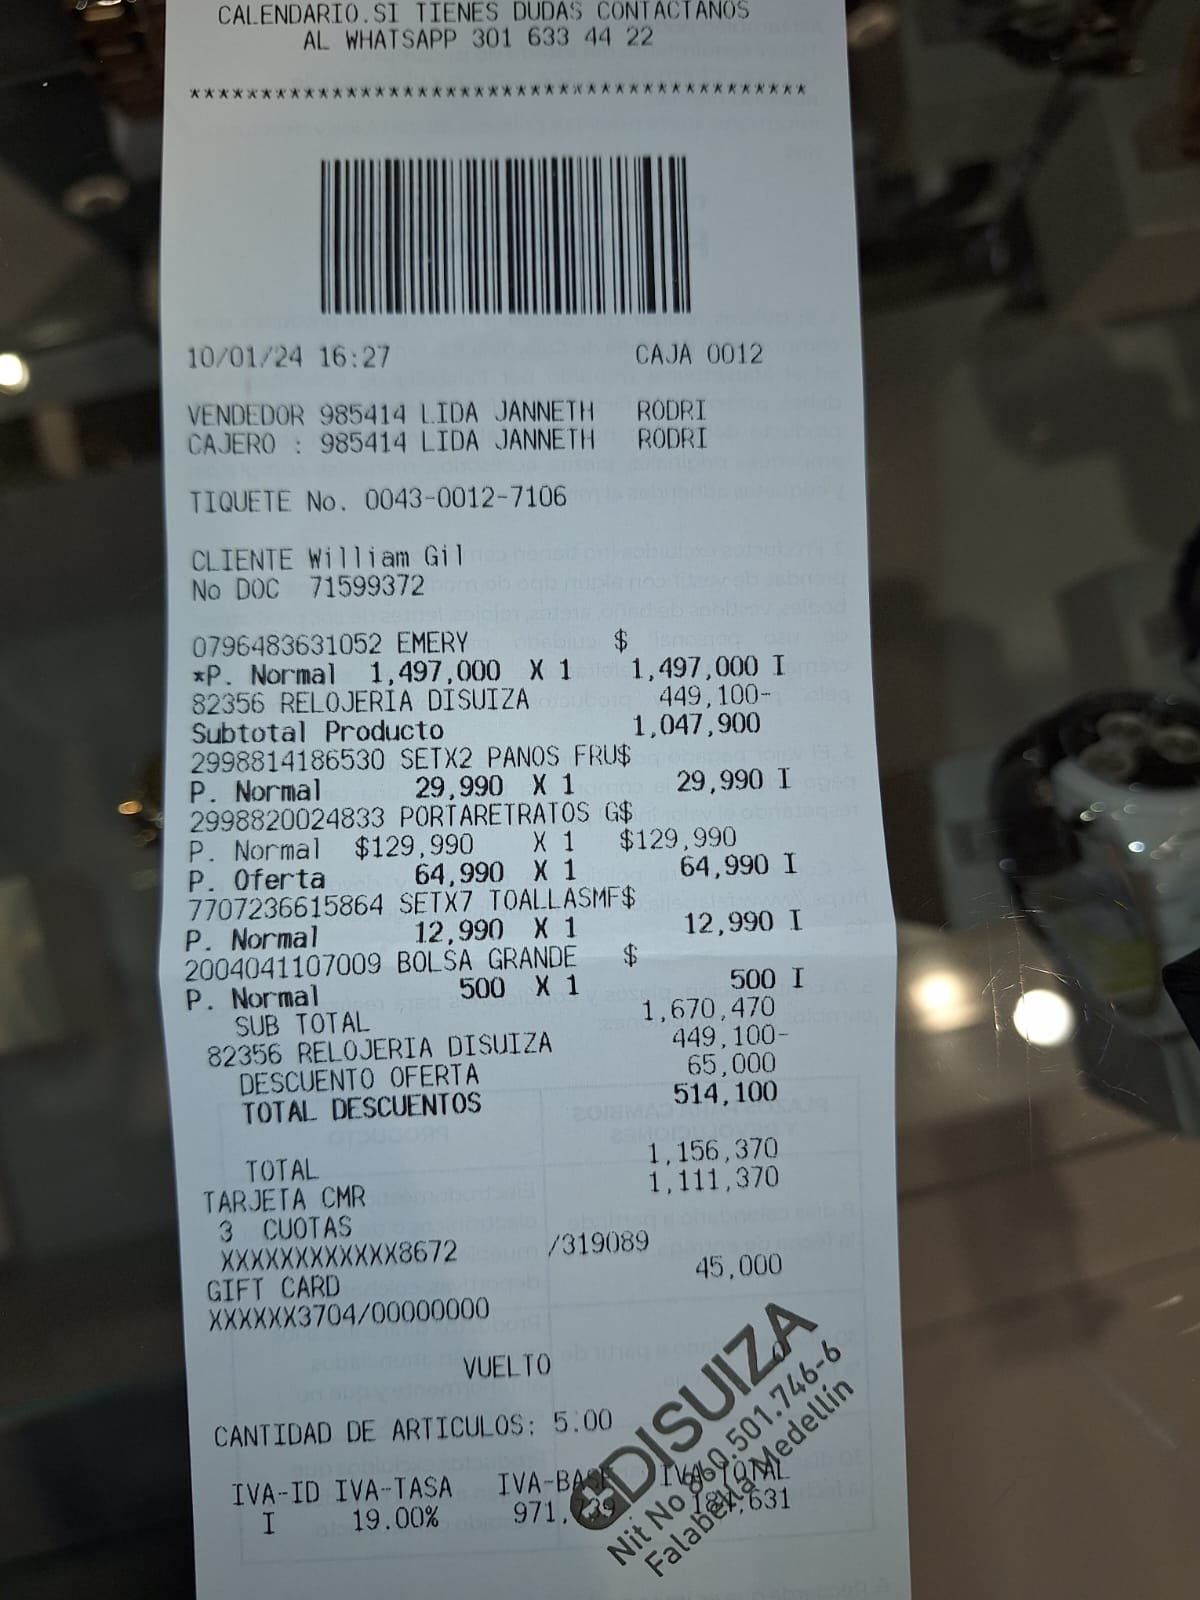 CALENDARIO.SI TIENES DUDAS CONTACTANOS
AL WHATSAPP 301 633 44 22
*******************************************
10/01/24 16:27 CAJA 0012
VENDEDOR 985414 LIDA JANNETH RODRI
CAJERO : 985414 LIDA JANNETH RODRI
TIQUETE No. 0043-0012-7106
CLIENTE William Gil
No DOC 71599372
0796483631052 EMERY $
*P. Normal 1,497,000 X 1 1,497,000 I
82356 RELOJERIA DISUIZA 449,100-
Subtotal Producto 1,047,900
2998814186530 SETX2 PANOS FRU$
P. Normal 29,990 X 1 29,990 I
2998820024833 PORTARETRATOS G$
P. Normal $129,990 X 1 $129,990
P. Oferta 64,990 X 1 64,990 I
7707236615864 SETX7 TOALLASMF$
P. Normal 12,990 X 1 12,990 I
2004041107009 BOLSA GRANDE $
P. Normal 500 X 1 500 I
SUB TOTAL 1,670,470
82356 RELOJERIA DISUIZA 449,100-
DESCUENTO OFERTA 65,000
TOTAL DESCUENTOS 514,100
TOTAL 1,156,370
TARJETA CMR 1,111,370
3 CUOTAS
XXXXXXXXXXXX8672 /319089
GIFT CARD 45,000
XXXXXX3704/00000000
VUELTO 0
CANTIDAD DE ARTICULOS: 5.00
IVA-ID IVA-TASA IVA-BASE IVA-TOTAL
I 19.00%
DISUIZA
Nit No 860.501.746-6
Falabella Medellín